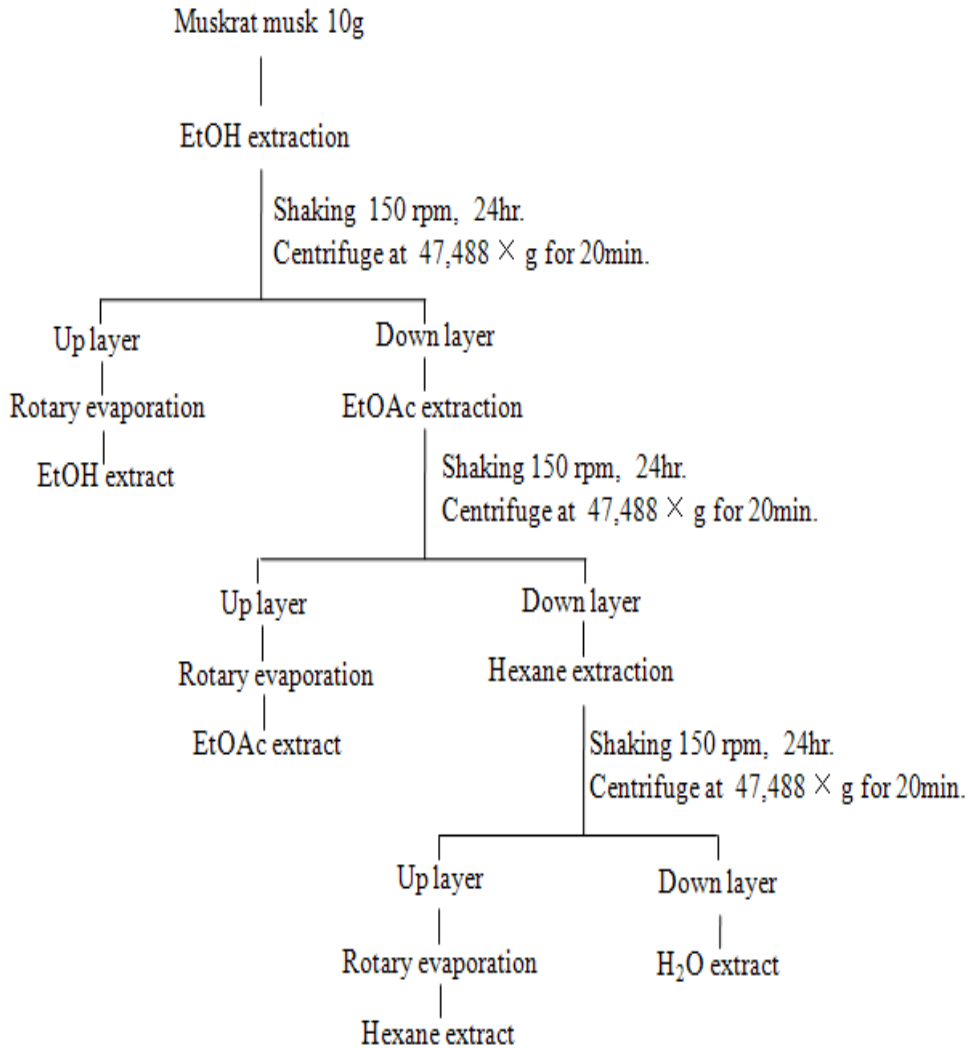 Muskrat musk 10g
EtOH extraction
Shaking 150 rpm, 24hr.
Centrifuge at 47,488 × g for 20min.
Up layer
Down layer
Rotary evaporation
EtOAc extraction
EtOH extract
Shaking 150 rpm, 24hr.
Centrifuge at 47,488 × g for 20min.
Up layer
Down layer
Rotary evaporation
Hexane extraction
EtOAc extract
Shaking 150 rpm, 24hr.
Centrifuge at 47,488 × g for 20min.
Up layer
Down layer
Rotary evaporation
H₂O extract
Hexane extract